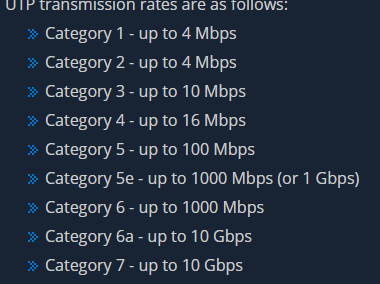 UTP transmission rates are as follows:
Category 1 - up to 4 Mbps
Category 2 - up to 4 Mbps
Category 3 - up to 10 Mbps
Category 4 - up to 16 Mbps
Category 5 - up to 100 Mbps
Category 5e - up to 1000 Mbps (or 1 Gbps)
Category 6 - up to 1000 Mbps
Category 6a - up to 10 Gbps
Category 7 - up to 10 Gbps